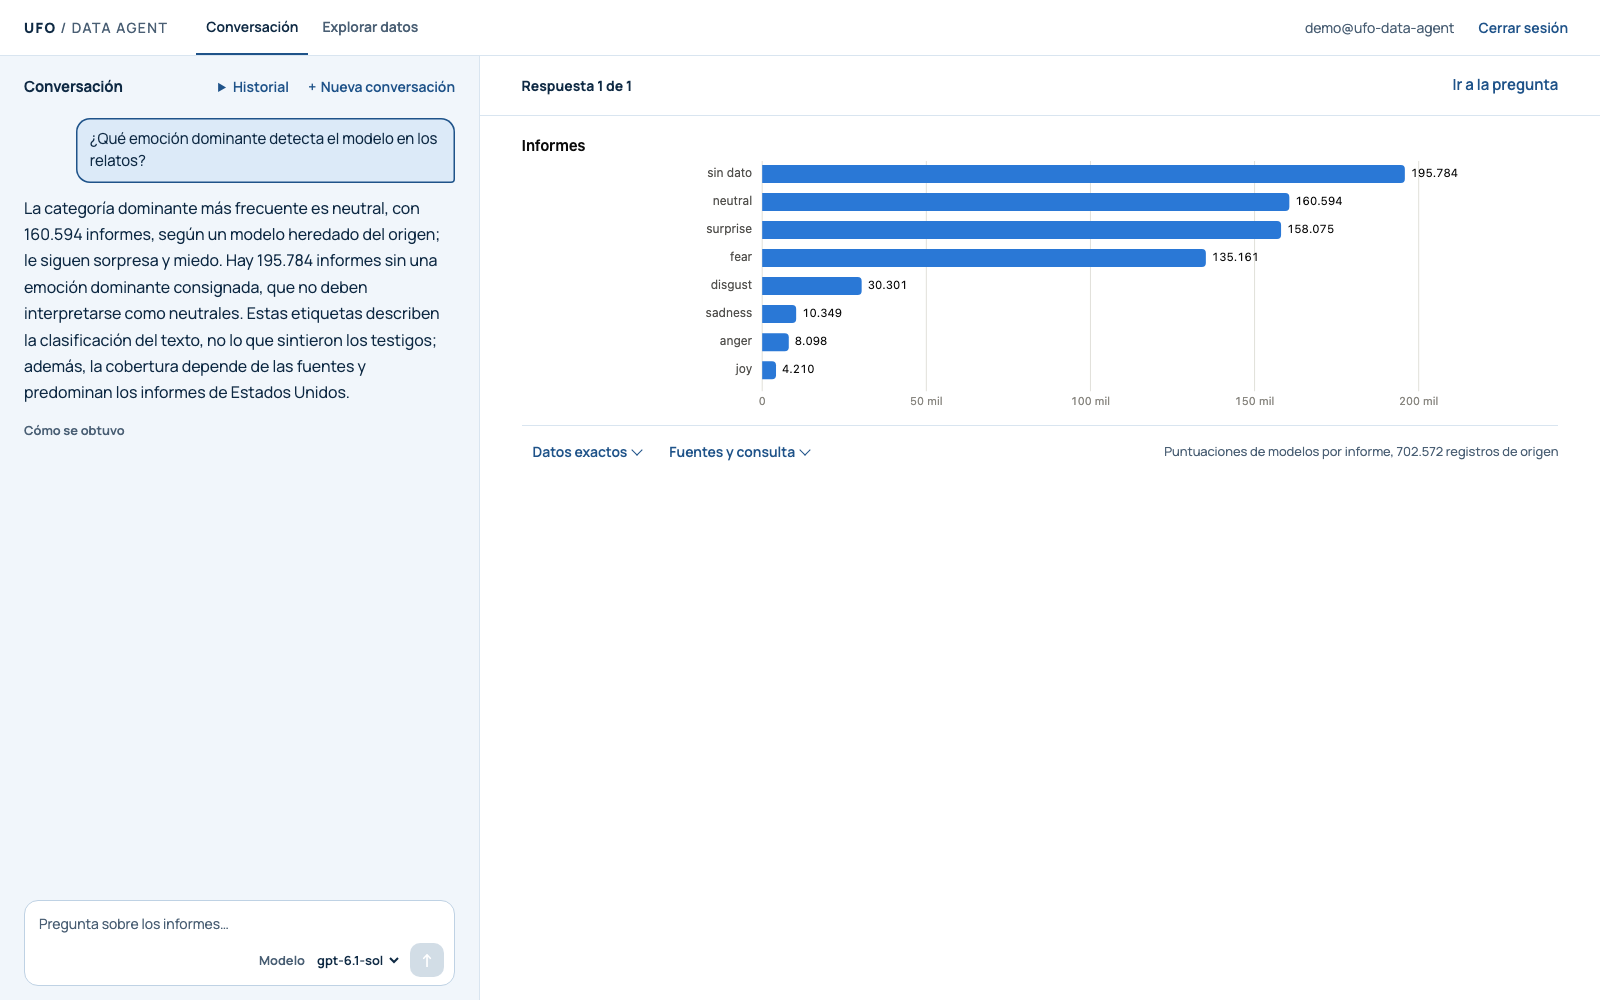 UFO / DATA AGENT
Conversación
Explorar datos
demo@ufo-data-agent
Cerrar sesión
Conversación
Historial
+ Nueva conversación
¿Qué emoción dominante detecta el modelo en los
relatos?
La categoría dominante más frecuente es neutral, con
160.594 informes, según un modelo heredado del origen;
le siguen sorpresa y miedo. Hay 195.784 informes sin una
emoción dominante consignada, que no deben
interpretarse como neutrales. Estas etiquetas describen
la clasificación del texto, no lo que sintieron los testigos;
además, la cobertura depende de las fuentes y
predominan los informes de Estados Unidos.
Cómo se obtuvo
Pregunta sobre los informes…
Modelo
gpt-6.1-sol
Respuesta 1 de 1
Ir a la pregunta
Informes
sin dato 195.784
neutral 160.594
surprise 158.075
fear 135.161
disgust 30.301
sadness 10.349
anger 8.098
joy 4.210
0 50 mil 100 mil 150 mil 200 mil
Datos exactos
Fuentes y consulta
Puntuaciones de modelos por informe, 702.572 registros de origen